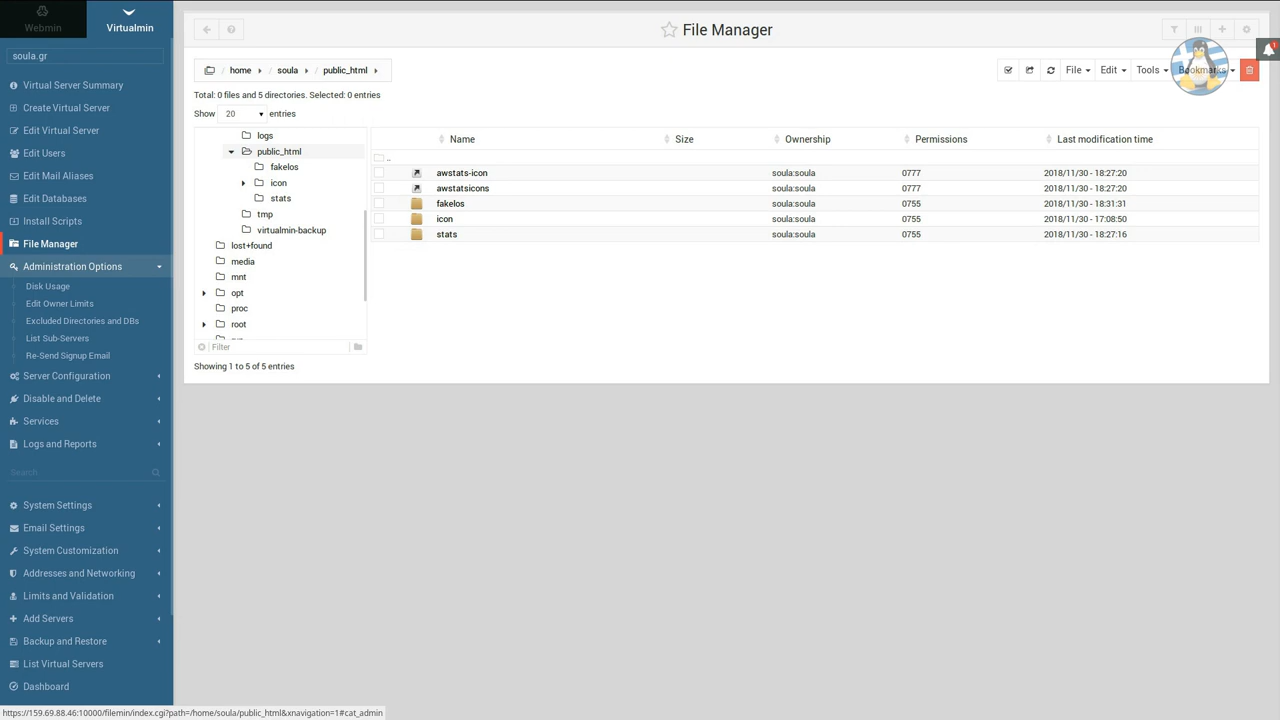 Webmin
Virtualmin
soula.gr
Virtual Server Summary
Create Virtual Server
Edit Virtual Server
Edit Users
Edit Mail Aliases
Edit Databases
Install Scripts
File Manager
Administration Options
Disk Usage
Edit Owner Limits
Excluded Directories and DBs
List Sub-Servers
Re-Send Signup Email
Server Configuration
Disable and Delete
Services
Logs and Reports
Search
System Settings
Email Settings
System Customization
Addresses and Networking
Limits and Validation
Add Servers
Backup and Restore
List Virtual Servers
Dashboard
https://159.69.88.46:10000/filemin/index.cgi?path=/home/soula/public_html&xnavigation=1#cat_admin
File Manager
1
home soula public_html
File Edit Tools Bookmarks
Total: 0 files and 5 directories. Selected: 0 entries
Show 20 entries
logs
public_html
fakelos
icon
stats
tmp
virtualmin-backup
lost+found
media
mnt
opt
proc
root
Filter
Name Size Ownership Permissions Last modification time
..
awstats-icon soula:soula 0777 2018/11/30 - 18:27:20
awstatsicons soula:soula 0777 2018/11/30 - 18:27:20
fakelos soula:soula 0755 2018/11/30 - 18:31:31
icon soula:soula 0755 2018/11/30 - 17:08:50
stats soula:soula 0755 2018/11/30 - 18:27:16
Showing 1 to 5 of 5 entries